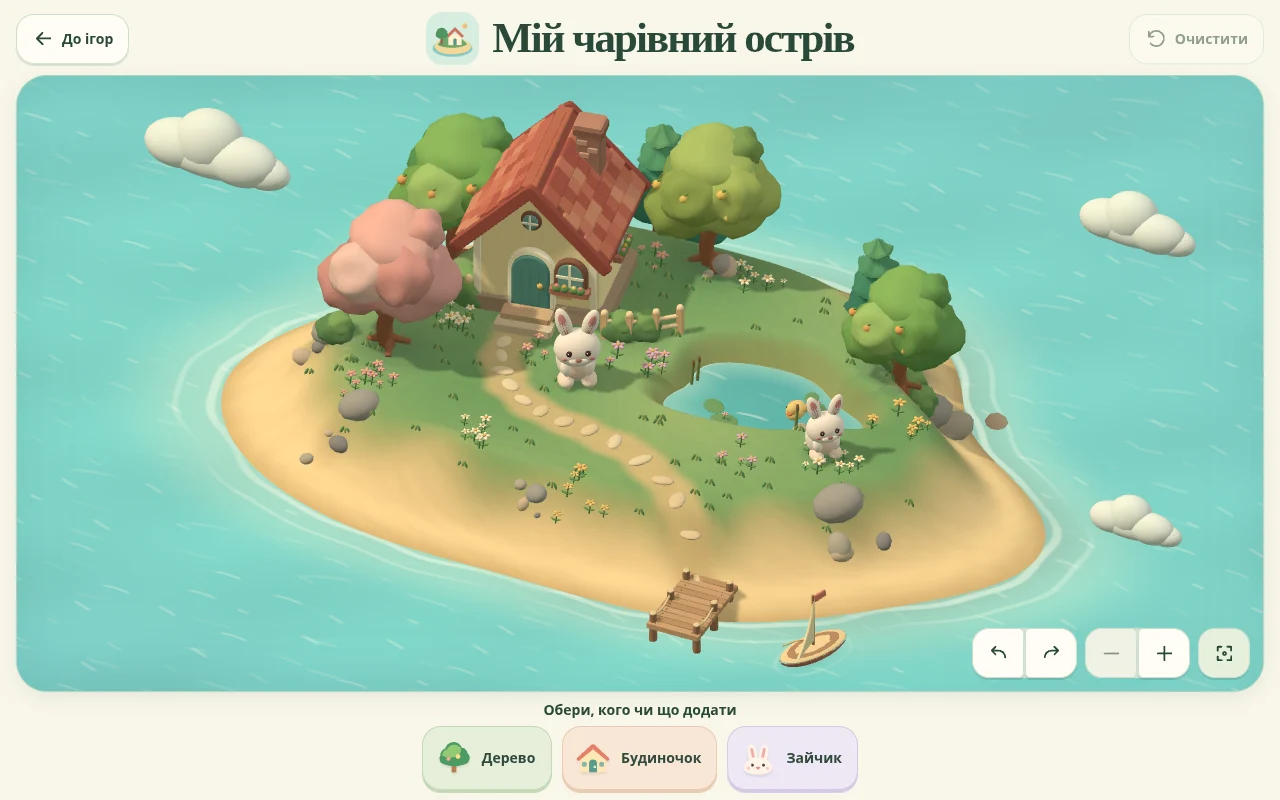 До ігор
Мій чарівний острів
Очистити
Обери, кого чи що додати
Дерево
Будиночок
Зайчик